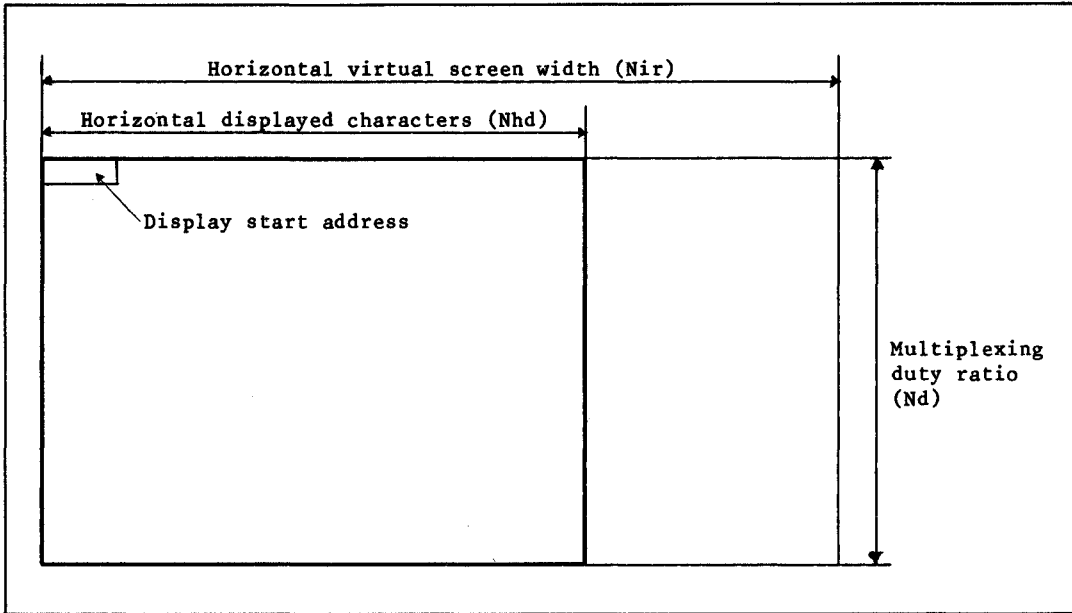 Horizontal virtual screen width (Nir)
Horizontal displayed characters (Nhd)
Display start address
Multiplexing
duty ratio
(Nd)